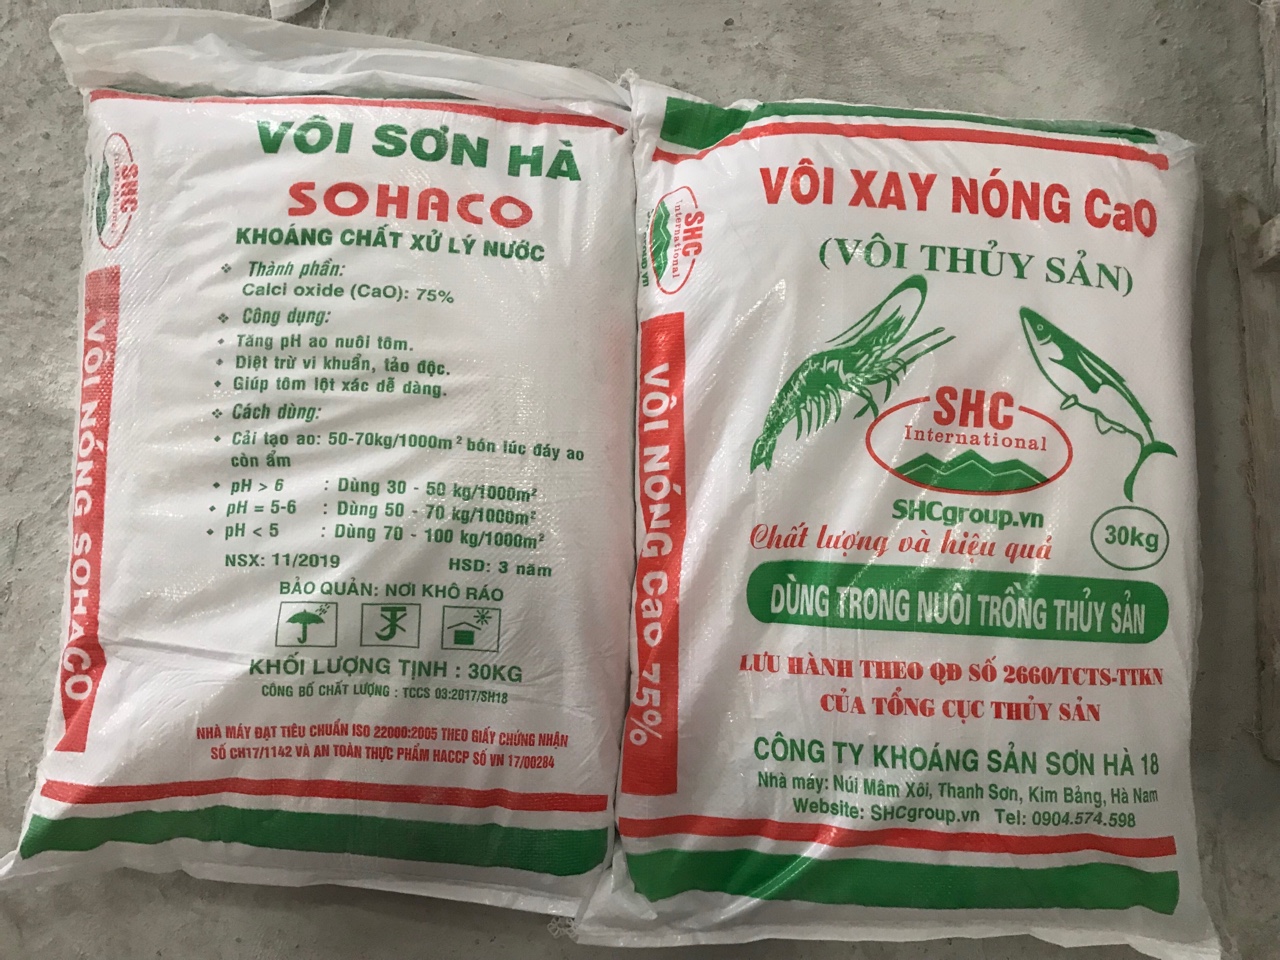 VÔI SƠN HÀ
SOHACO
KHOÁNG CHẤT XỬ LÝ NƯỚC
Thành phần:
Calci oxide (CaO): 75%
Công dụng:
Tăng pH ao nuôi tôm.
Diệt trừ vi khuẩn, tảo độc.
Giúp tôm lột xác dễ dàng.
Cách dùng:
Cải tạo ao: 50-70kg/1000m² bón lúc đáy ao
còn ẩm
pH > 6 : Dùng 30 - 50 kg/1000m²
pH = 5-6 : Dùng 50 - 70 kg/1000m²
pH < 5 : Dùng 70 - 100 kg/1000m²
NSX: 11/2019 HSD: 3 năm
BẢO QUẢN: NƠI KHÔ RÁO
KHỐI LƯỢNG TỊNH : 30KG
CÔNG BỐ CHẤT LƯỢNG : TCCS 03:2017/SH18
NHÀ MÁY ĐẠT TIÊU CHUẨN ISO 22000:2005 THEO GIẤY CHỨNG NHẬN
SỐ CH17/1142 VÀ AN TOÀN THỰC PHẨM HACCP SỐ VN 17/00284
SHC
International
VÔI NÓNG SOHACO
VÔI XAY NÓNG CaO
(VÔI THỦY SẢN)
SHC
International
SHCgroup.vn
Chất lượng và hiệu quả
30kg
DÙNG TRONG NUÔI TRỒNG THỦY SẢN
LƯU HÀNH THEO QĐ SỐ 2660/TCTS-TTKN
CỦA TỔNG CỤC THỦY SẢN
CÔNG TY KHOÁNG SẢN SƠN HÀ 18
Nhà máy: Núi Mâm Xôi, Thanh Sơn, Kim Bảng, Hà Nam
Website: SHCgroup.vn Tel: 0904.574.598
SHC
International
VÔI NÓNG Cao 75%